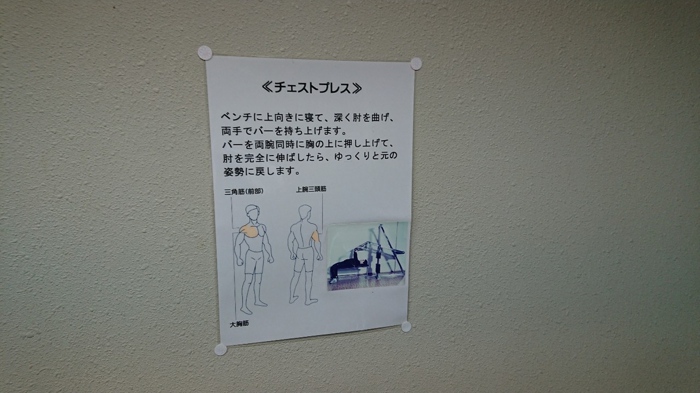 ≪チェストプレス≫
ベンチに上向きに寝て、深く肘を曲げ、
両手でバーを持ち上げます。
バーを両腕同時に胸の上に押し上げて、
肘を完全に伸ばしたら、ゆっくりと元の
姿勢に戻します。
三角筋(前部)
上腕三頭筋
大胸筋